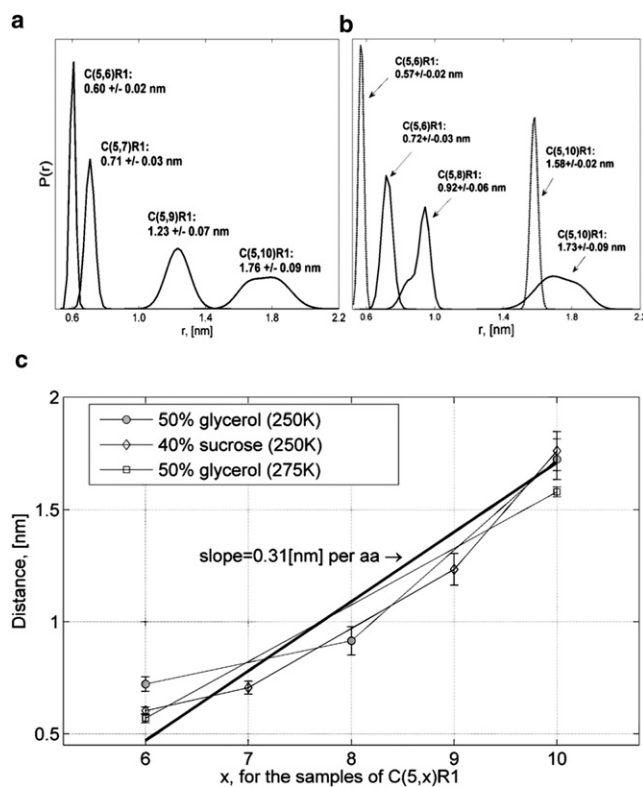 a
P(r)
C(5,6)R1:
0.60 +/- 0.02 nm
C(5,7)R1:
0.71 +/- 0.03 nm
C(5,9)R1:
1.23 +/- 0.07 nm
C(5,10)R1:
1.76 +/- 0.09 nm
0.6 1.0 1.4 1.8 2.2
r, [nm]
b
C(5,6)R1:
0.57+/-0.02 nm
C(5,6)R1:
0.72+/-0.03 nm
C(5,8)R1:
0.92+/-0.06 nm
C(5,10)R1:
1.58+/-0.02 nm
C(5,10)R1:
1.73+/-0.09 nm
0.6 1.0 1.4 1.8 2.2
r, [nm]
c
50% glycerol (250K)
40% sucrose (250K)
50% glycerol (275K)
slope=0.31[nm] per aa →
Distance, [nm]
2
1.5
1
0.5
6 7 8 9 10
x, for the samples of C(5,x)R1